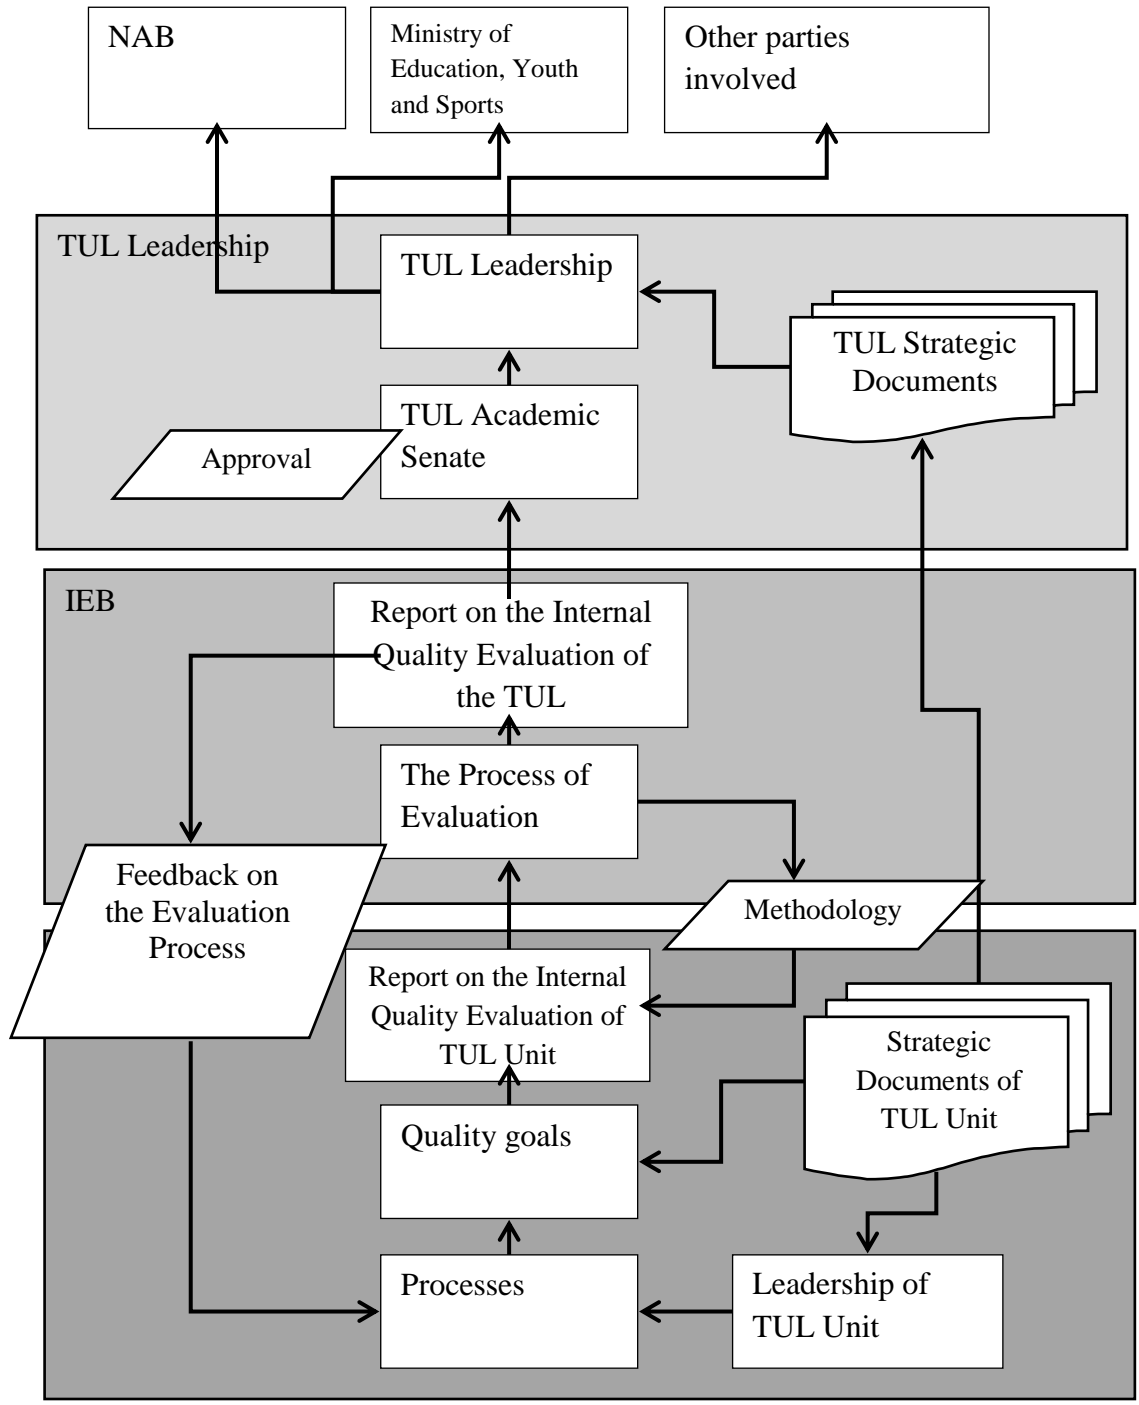 NAB
Ministry of
Education, Youth
and Sports
Other parties
involved
TUL Leadership
TUL Leadership
TUL Strategic
Documents
TUL Academic
Senate
Approval
IEB
Report on the Internal
Quality Evaluation of
the TUL
The Process of
Evaluation
Feedback on
the Evaluation
Process
Methodology
Report on the Internal
Quality Evaluation of
TUL Unit
Strategic
Documents of
TUL Unit
Quality goals
Processes
Leadership of
TUL Unit